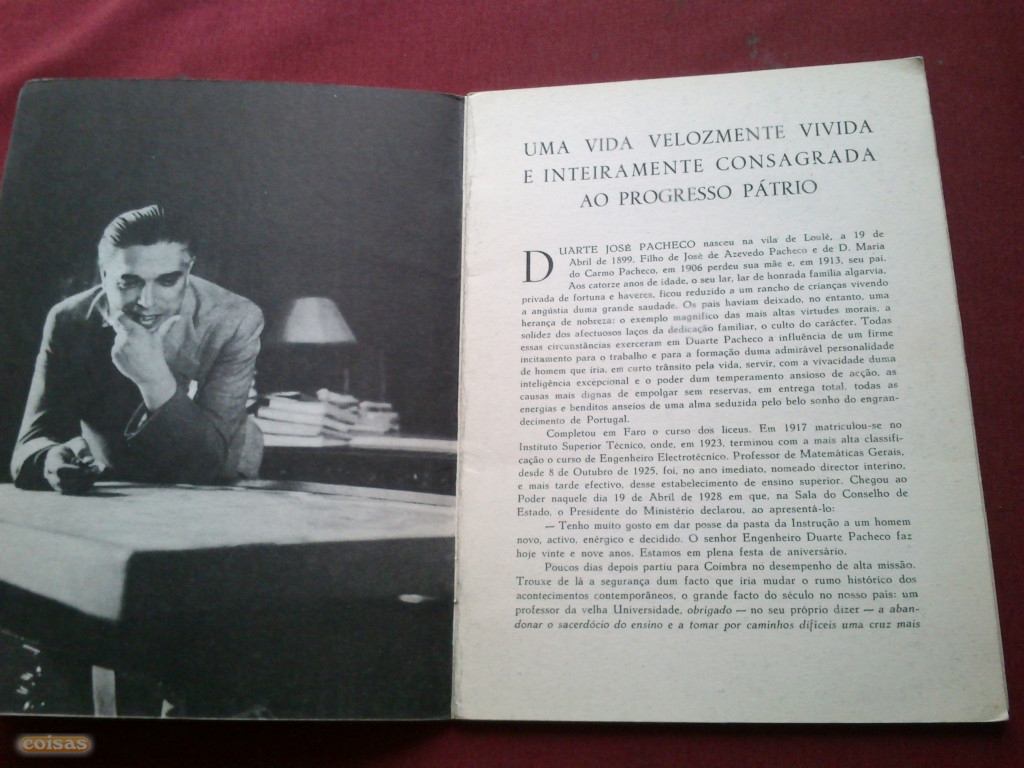 UMA VIDA VELOZMENTE VIVIDA
E INTEIRAMENTE CONSAGRADA
AO PROGRESSO PÁTRIO
DUARTE JOSÉ PACHECO nasceu na vila de Loulé, a 19 de
Abril de 1899. Filho de José de Azevedo Pacheco e de D. Maria
do Carmo Pacheco, em 1906 perdeu sua mãe e, em 1913, seu pai.
Aos catorze anos de idade, o seu lar, lar de honrada família algarvia,
privada de fortuna e haveres, ficou reduzido a um rancho de crianças vivendo
a angústia duma grande saudade. Os pais haviam deixado, no entanto, uma
herança de nobreza: o exemplo magnífico das mais altas virtudes morais, a
solidez dos afectuosos laços da dedicação familiar, o culto do carácter. Todas
essas circunstâncias exerceram em Duarte Pacheco a influência de um firme
incitamento para o trabalho e para a formação duma admirável personalidade
de homem que iria, em curto trânsito pela vida, servir, com a vivacidade duma
inteligência excepcional e o poder dum temperamento ansioso de acção, as
causas mais dignas de empolgar sem reservas, em entrega total, todas as
energias e benditos anseios de uma alma seduzida pelo belo sonho do engran-
decimento de Portugal.
Completou em Faro o curso dos liceus. Em 1917 matriculou-se no
Instituto Superior Técnico, onde, em 1923, terminou com a mais alta classifi-
cação o curso de Engenheiro Electrotécnico. Professor de Matemáticas Gerais,
desde 8 de Outubro de 1925, foi, no ano imediato, nomeado director interino,
e mais tarde efectivo, desse estabelecimento de ensino superior. Chegou ao
Poder naquele dia 19 de Abril de 1928 em que, na Sala do Conselho de
Estado, o Presidente do Ministério declarou, ao apresentá-lo:
— Tenho muito gosto em dar posse da pasta da Instrução a um homem
novo, activo, enérgico e decidido. O senhor Engenheiro Duarte Pacheco faz
hoje vinte e nove anos. Estamos em plena festa de aniversário.
Poucos dias depois partiu para Coimbra no desempenho de alta missão.
Trouxe de lá a segurança dum facto que iria mudar o rumo histórico dos
acontecimentos contemporâneos, o grande facto do século no nosso país: um
professor da velha Universidade, obrigado — no seu próprio dizer — a aban-
donar o sacerdócio do ensino e a tomar por caminhos difíceis uma cruz mais
coisas